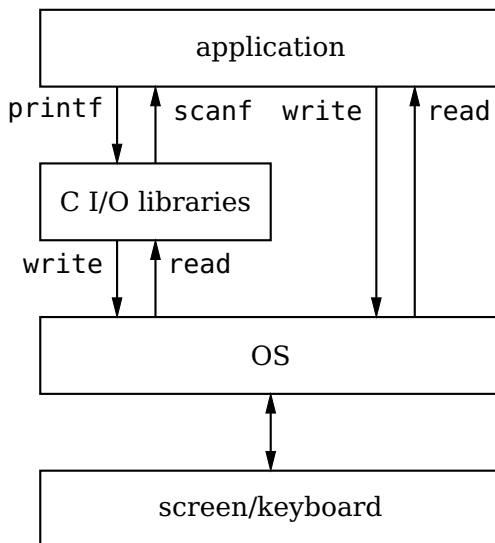 application
printf scanf write read
C I/O libraries
write read
OS
screen/keyboard